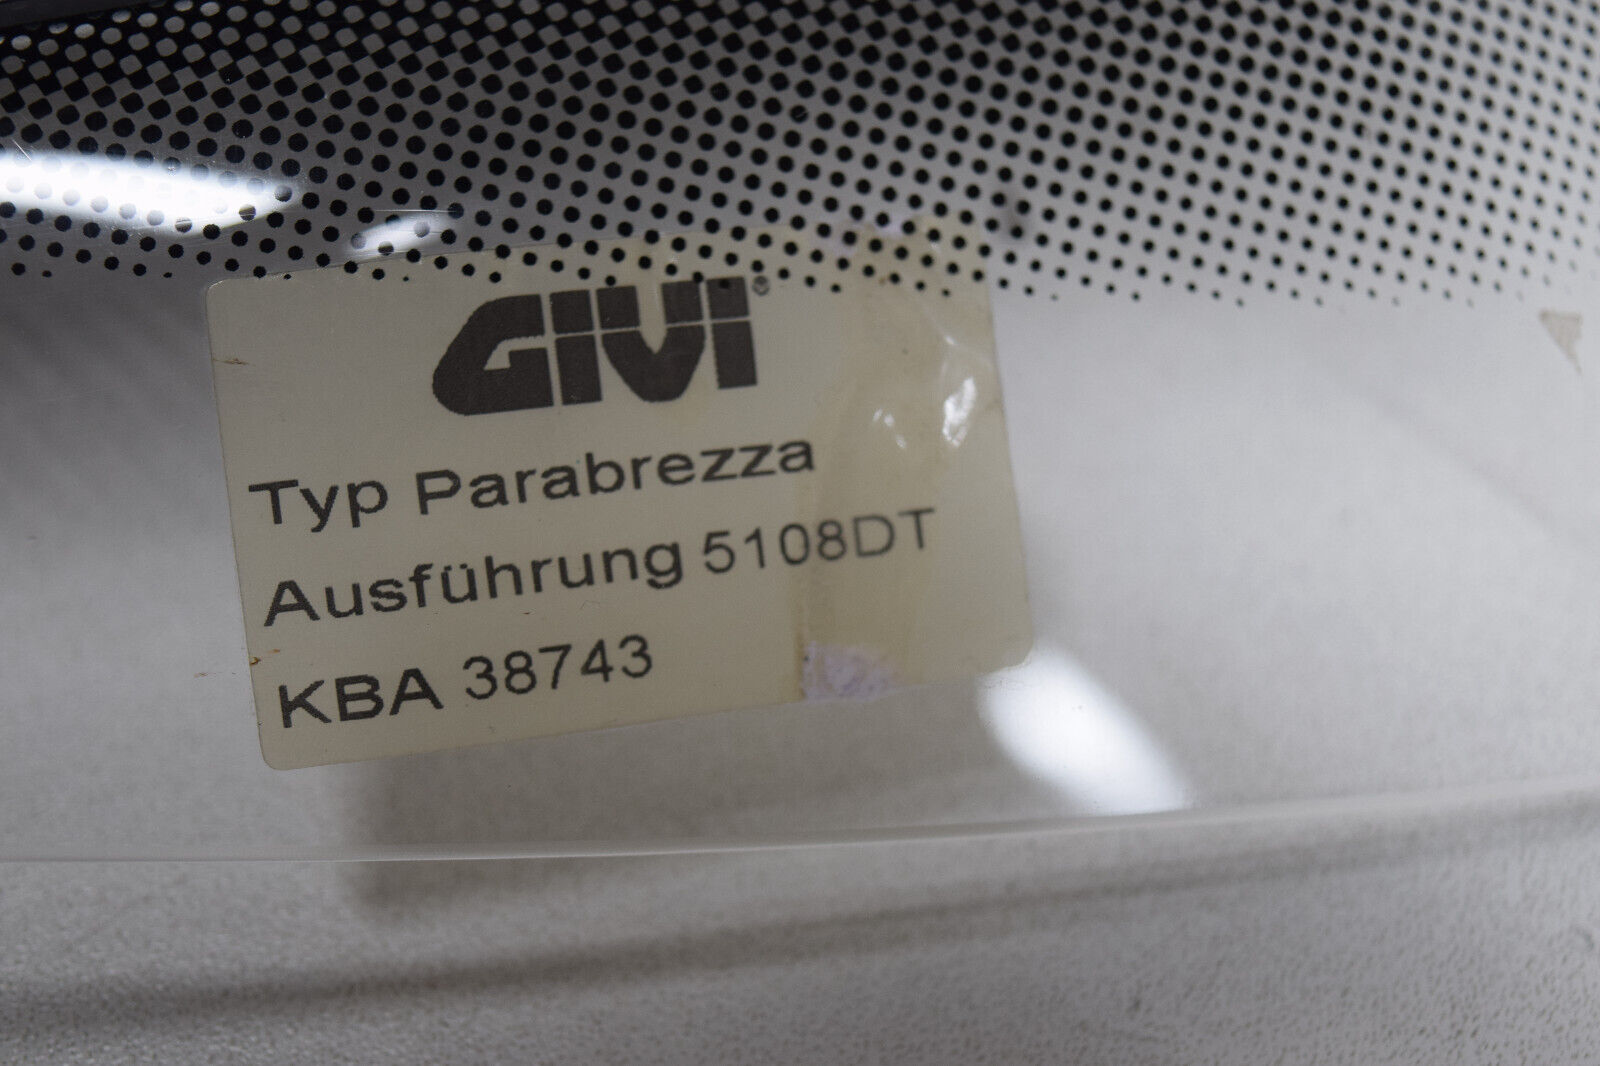 GIVI®
Typ Parabrezza
Ausführung 5108DT
KBA 38743